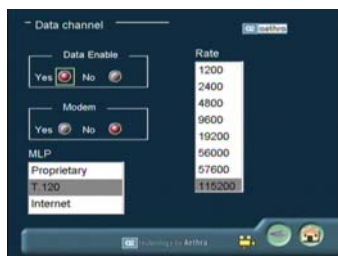 Data channel
aethra
Data Enable
Yes No
Modem
Yes No
MLP
Proprietary
T.120
Internet
Rate
1200
2400
4800
9600
19200
56000
57600
115200
technology by Aethra